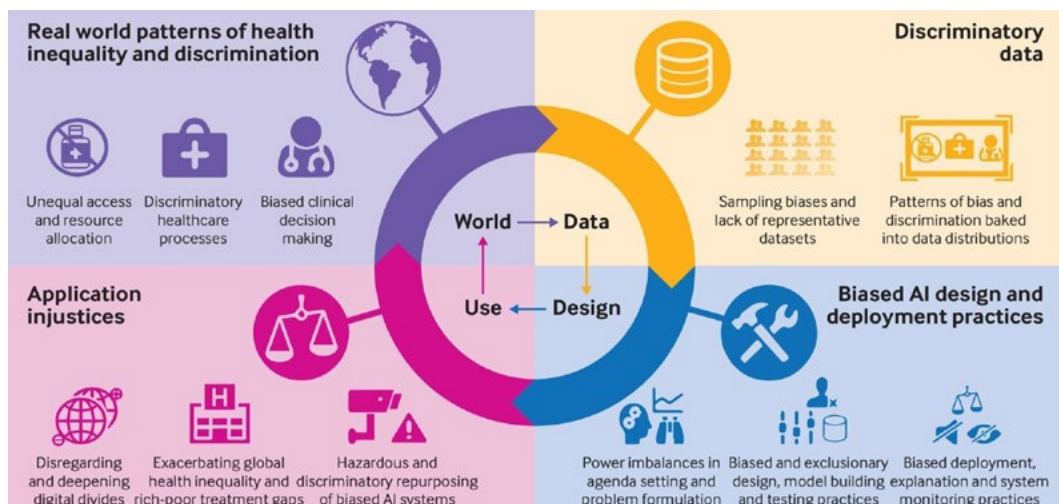 Real world patterns of health
inequality and discrimination
Unequal access
and resource
allocation
Discriminatory
healthcare
processes
Biased clinical
decision
making
Discriminatory
data
Sampling biases and
lack of representative
datasets
Patterns of bias and
discrimination baked
into data distributions
World
Data
Use
Design
Application
injustices
H
Disregarding
and deepening
digital divides
Exacerbating global
health inequality and
rich-poor treatment gaps
Hazardous and
discriminatory repurposing
of biased AI systems
Biased AI design and
deployment practices
Power imbalances in
agenda setting and
problem formulation
Biased and exclusionary
design, model building
and testing practices
Biased deployment,
explanation and system
monitoring practices